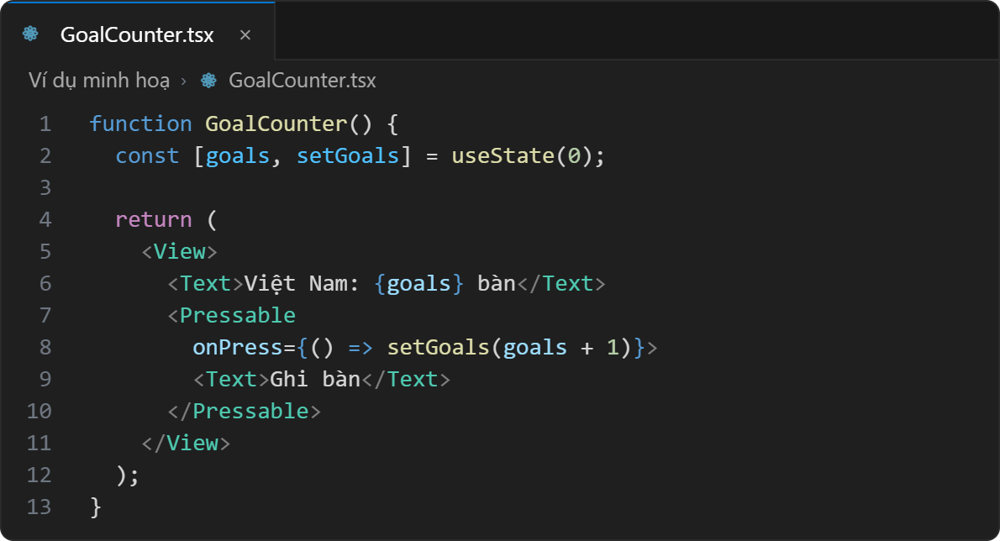 GoalCounter.tsx ×
Ví dụ minh hoạ › GoalCounter.tsx
1 function GoalCounter() {
2   const [goals, setGoals] = useState(0);
3
4   return (
5     <View>
6       <Text>Việt Nam: {goals} bàn</Text>
7       <Pressable
8         onPress={() => setGoals(goals + 1)}>
9         <Text>Ghi bàn</Text>
10       </Pressable>
11     </View>
12   );
13 }